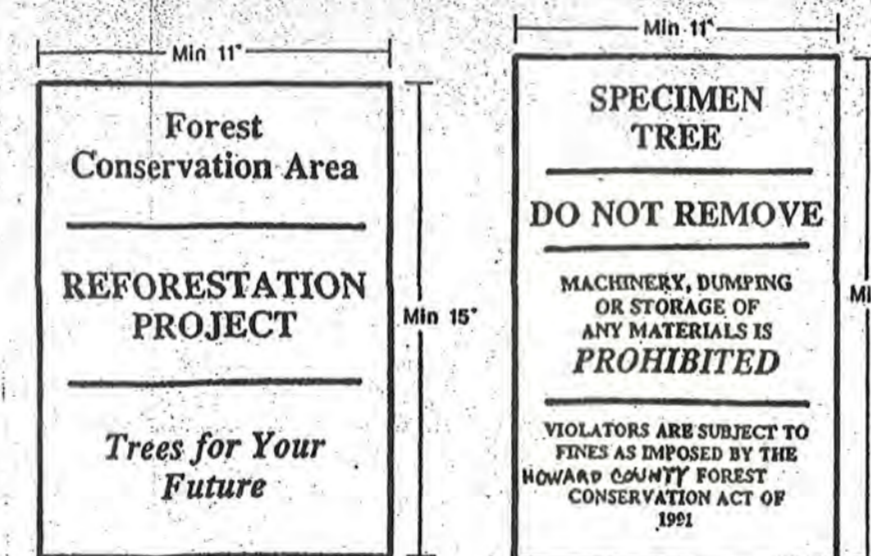 Min 11"
Forest
Conservation Area
REFORESTATION
PROJECT
Trees for Your
Future
Min 15"
Min 11"
SPECIMEN
TREE
DO NOT REMOVE
MACHINERY, DUMPING
OR STORAGE OF
ANY MATERIALS IS
PROHIBITED
VIOLATORS ARE SUBJECT TO
FINES AS IMPOSED BY THE
HOWARD COUNTY FOREST
CONSERVATION ACT OF
1991